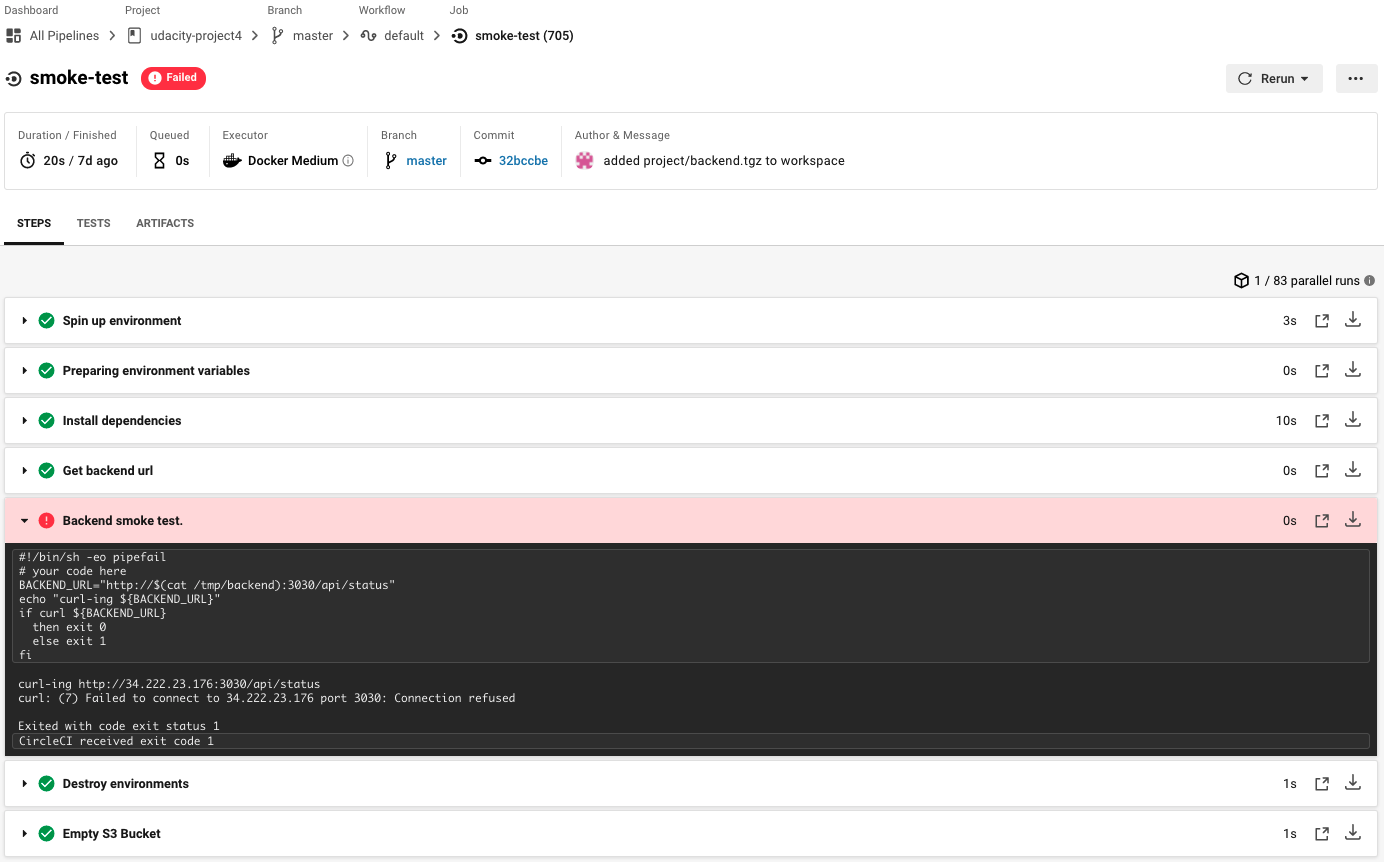 Dashboard Project Branch Workflow Job
All Pipelines udacity-project4 master default smoke-test (705)
smoke-test Failed Rerun
Duration / Finished Queued Executor Branch Commit Author & Message
20s / 7d ago 0s Docker Medium master 32bccbe added project/backend.tgz to workspace
STEPS TESTS ARTIFACTS
1 / 83 parallel runs
Spin up environment 3s
Preparing environment variables 0s
Install dependencies 10s
Get backend url 0s
Backend smoke test. 0s
#!/bin/sh -eo pipefail
# your code here
BACKEND_URL="http://$(cat /tmp/backend):3030/api/status"
echo "curl-ing ${BACKEND_URL}"
if curl ${BACKEND_URL}
  then exit 0
  else exit 1
fi
curl-ing http://34.222.23.176:3030/api/status
curl: (7) Failed to connect to 34.222.23.176 port 3030: Connection refused
Exited with code exit status 1
CircleCI received exit code 1
Destroy environments 1s
Empty S3 Bucket 1s